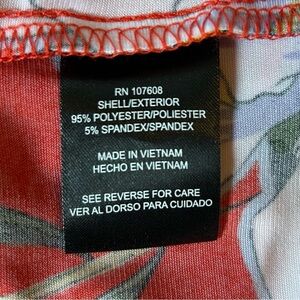 RN 107608
SHELL/EXTERIOR
95% POLYESTER/POLIESTER
5% SPANDEX/SPANDEX
MADE IN VIETNAM
HECHO EN VIETNAM
SEE REVERSE FOR CARE
VER AL DORSO PARA CUIDADO